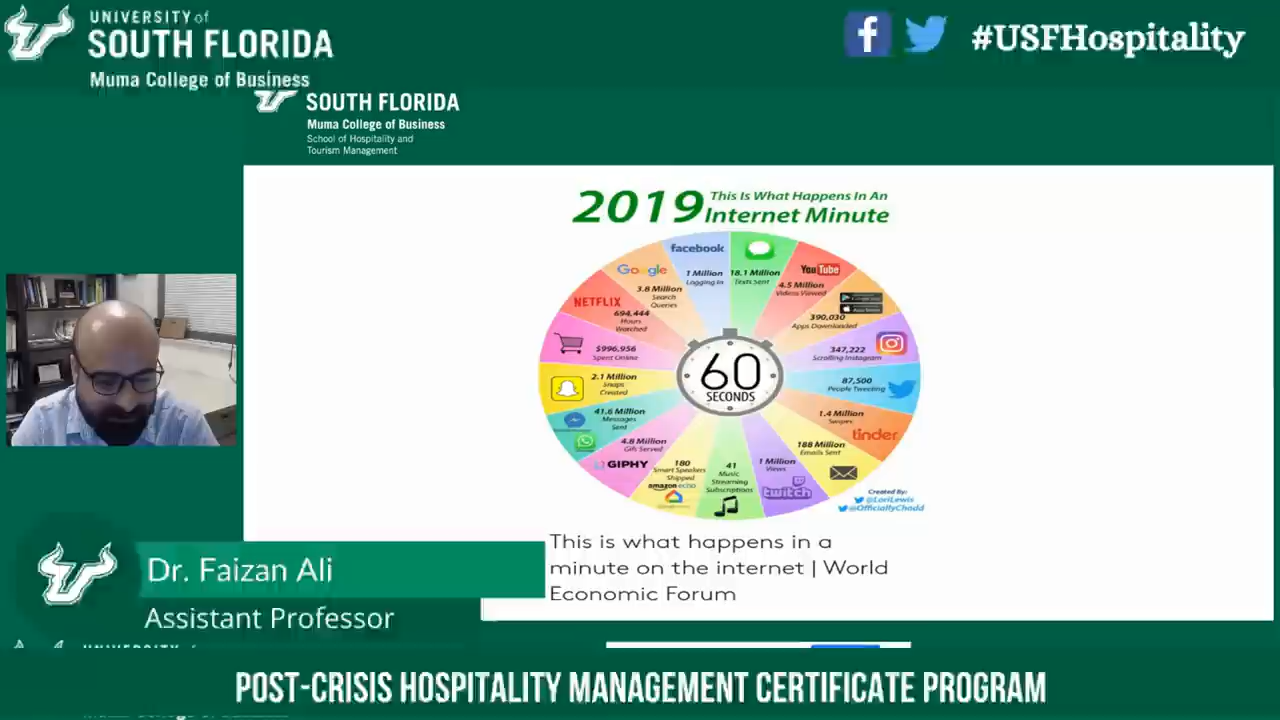 UNIVERSITY of
SOUTH FLORIDA
Muma College of Business
#USFHospitality
SOUTH FLORIDA
Muma College of Business
School of Hospitality and
Tourism Management
2019 This Is What Happens In An
Internet Minute
facebook
1 Million
Logging In
18.1 Million
Texts Sent
YouTube
4.5 Million
Videos Viewed
390,030
Apps Downloaded
347,222
Scrolling Instagram
87,500
People Tweeting
1.4 Million
Swipes
tinder
188 Million
Emails Sent
1 Million
Views
twitch
41
Music
Streaming
Subscriptions
180
Smart Speakers
Shipped
amazon echo
4.8 Million
Gifs Served
GIPHY
41.6 Million
Messages
Sent
2.1 Million
Snaps
Created
$996,956
Spent Online
NETFLIX
694,444
Hours
Watched
Google
3.8 Million
Search
Queries
60
SECONDS
Created By:
@LoriLewis
@OfficiallyChadd
This is what happens in a
minute on the internet | World
Economic Forum
Dr. Faizan Ali
Assistant Professor
POST-CRISIS HOSPITALITY MANAGEMENT CERTIFICATE PROGRAM